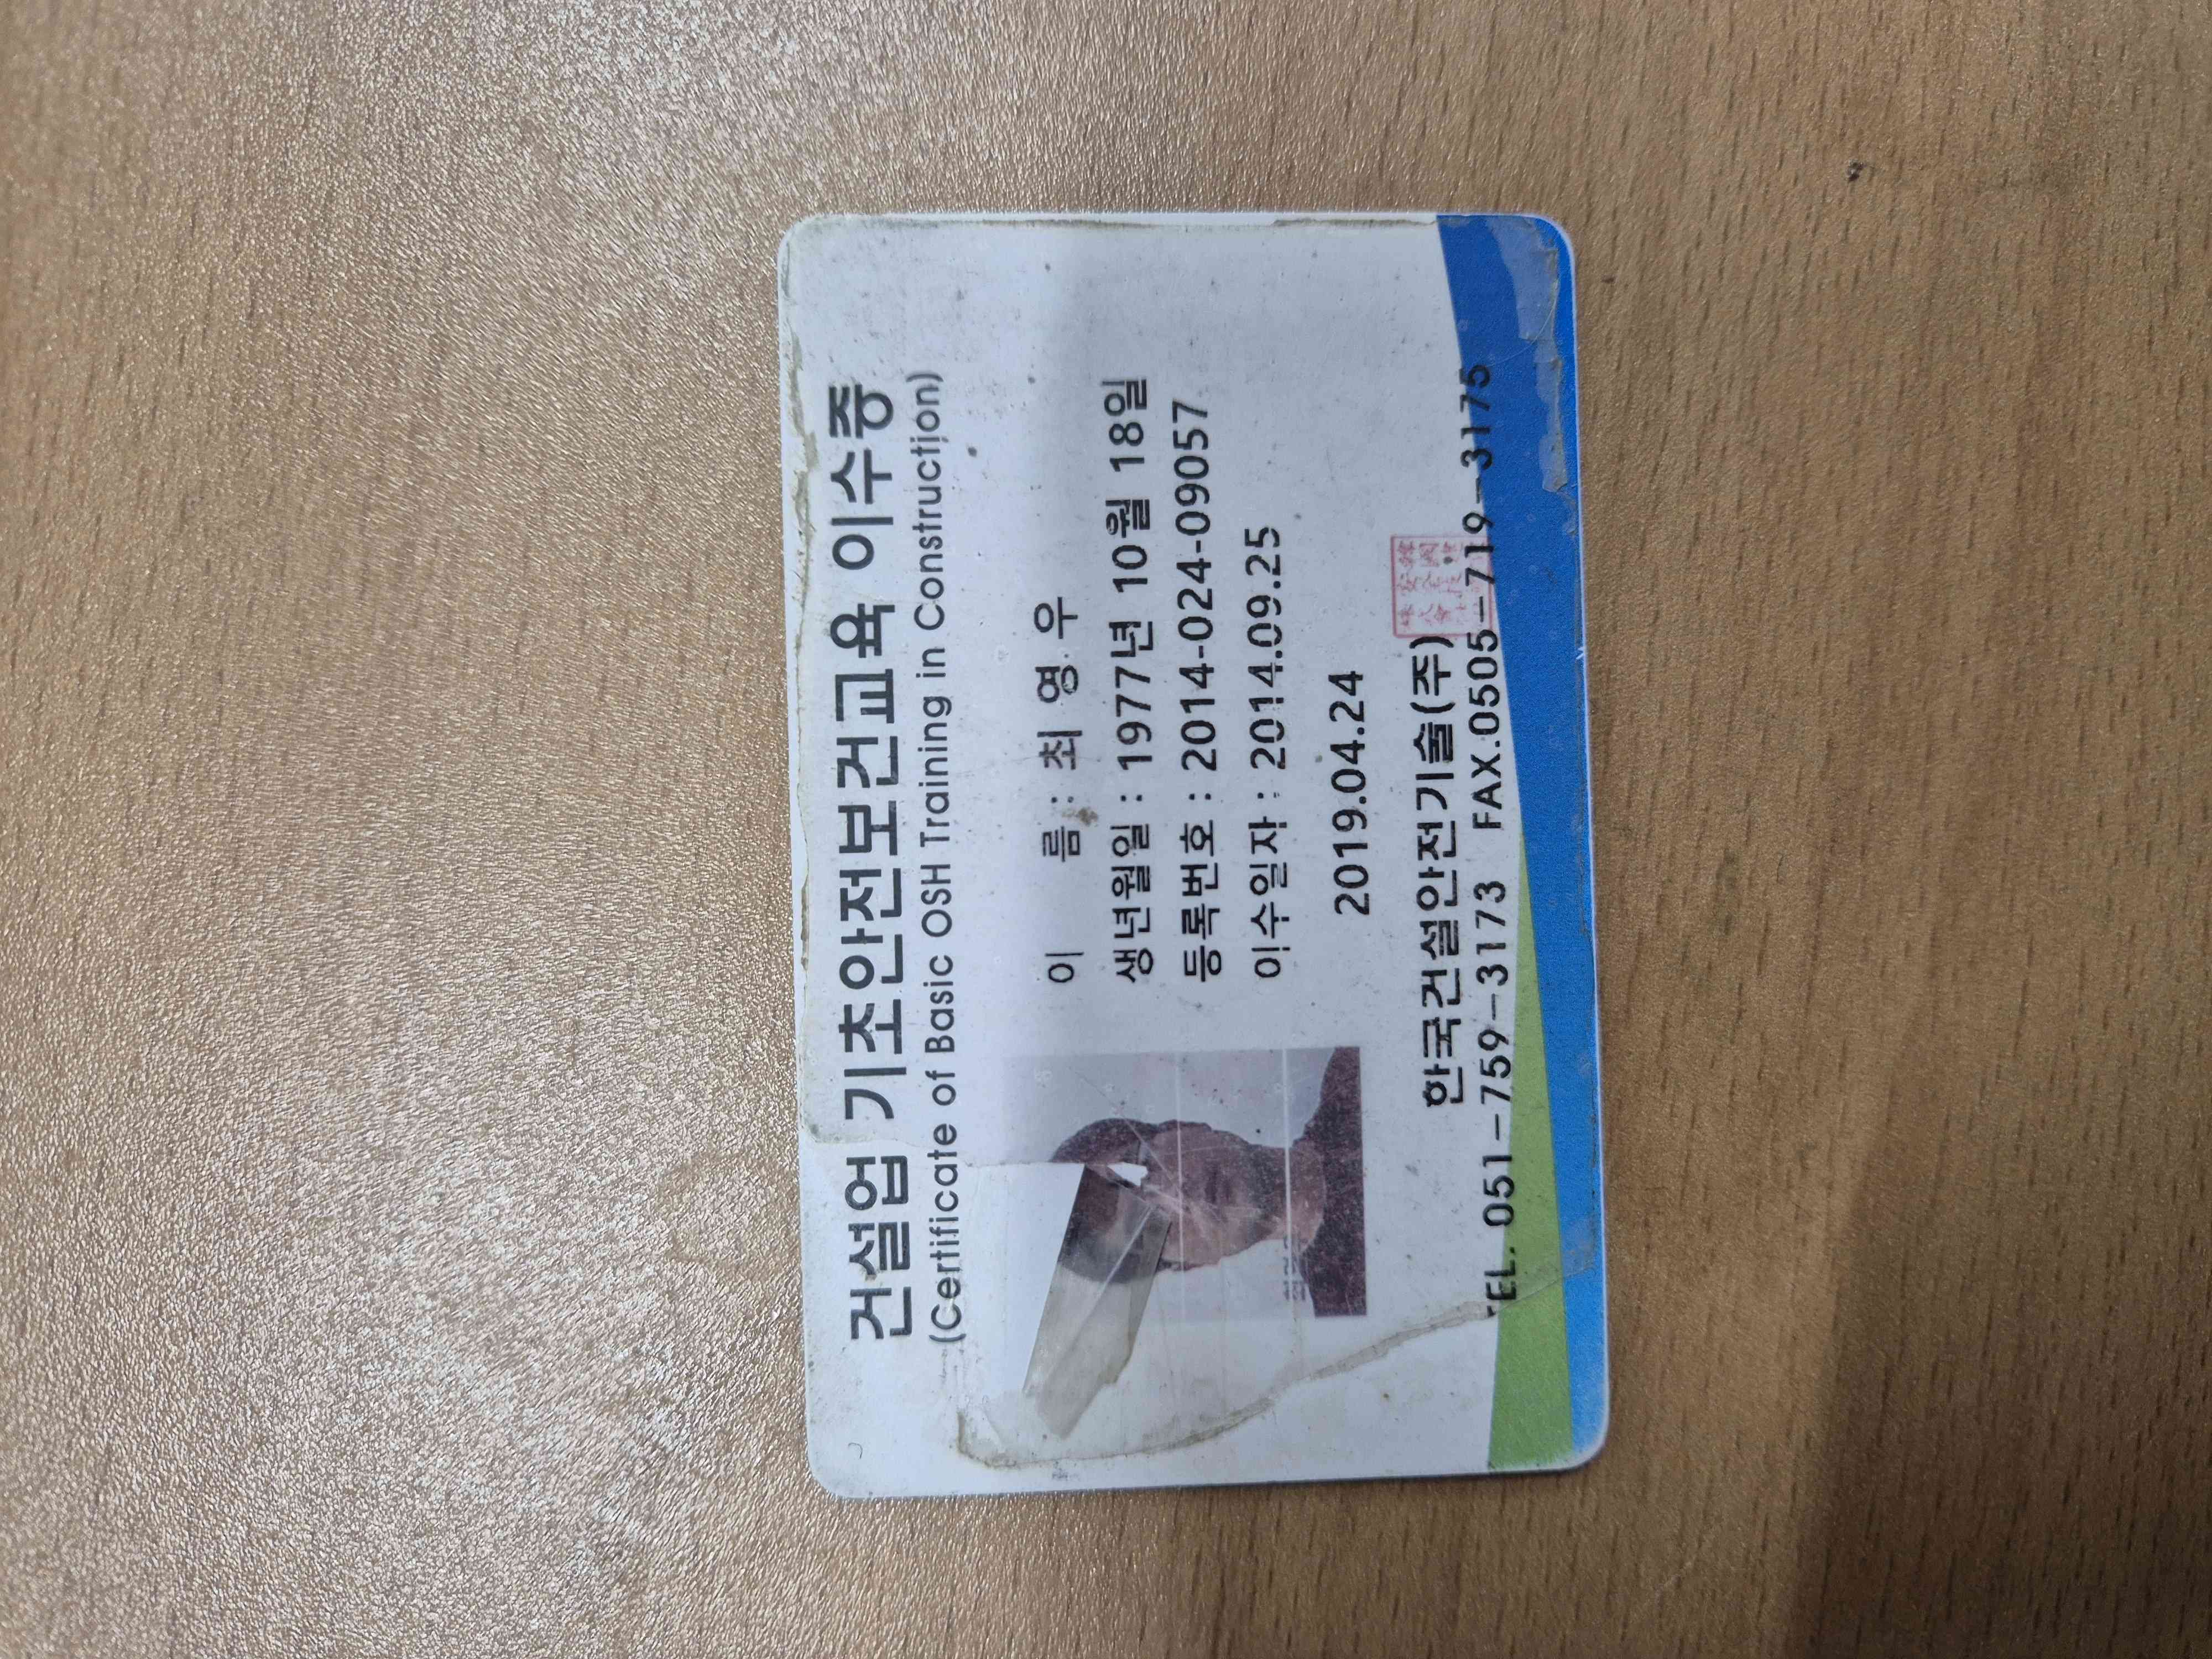 건설업 기초안전보건교육 이수증
(Certificate of Basic OSH Training in Construction)
이 름 : 최 영 우
생년월일 : 1977년 10월 18일
등록번호 : 2014-024-09057
이수일자 : 2014.09.25
2019.04.24
한국건설안전기술(주)
TEL. 051-759-3173 FAX.0505-719-3175